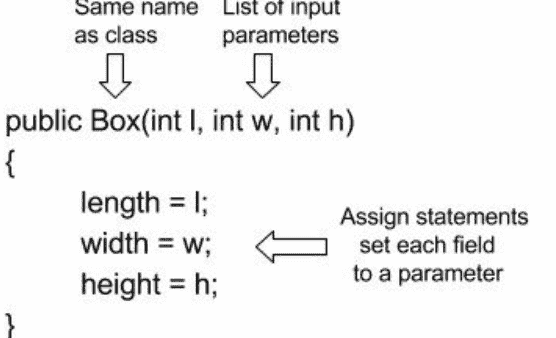 Same name
as class
List of input
parameters
public Box(int l, int w, int h)
{
length = l;
width = w;
height = h;
Assign statements
set each field
to a parameter
}